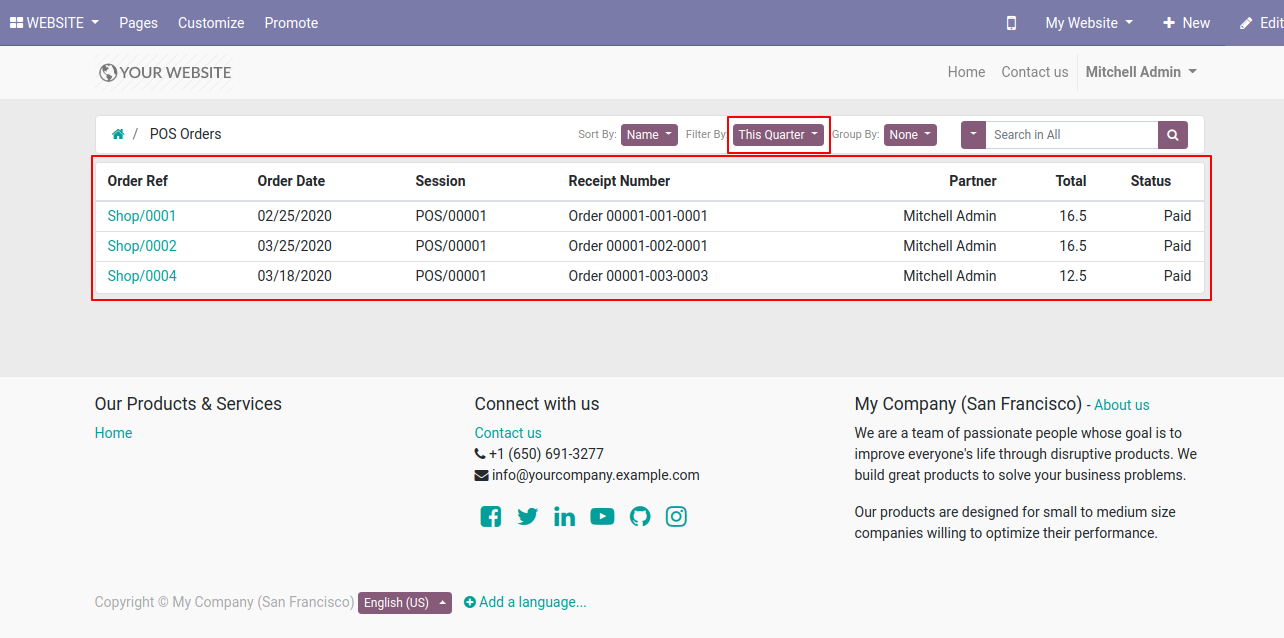 WEBSITE Pages Customize Promote My Website New Edit
YOUR WEBSITE Home Contact us Mitchell Admin
/ POS Orders Sort By: Name Filter By: This Quarter Group By: None Search in All
Order Ref Order Date Session Receipt Number Partner Total Status
Shop/0001 02/25/2020 POS/00001 Order 00001-001-0001 Mitchell Admin 16.5 Paid
Shop/0002 03/25/2020 POS/00001 Order 00001-002-0001 Mitchell Admin 16.5 Paid
Shop/0004 03/18/2020 POS/00001 Order 00001-003-0003 Mitchell Admin 12.5 Paid
Our Products & Services
Home
Connect with us
Contact us
+1 (650) 691-3277
info@yourcompany.example.com
My Company (San Francisco) - About us
We are a team of passionate people whose goal is to
improve everyone's life through disruptive products. We
build great products to solve your business problems.
Our products are designed for small to medium size
companies willing to optimize their performance.
Copyright © My Company (San Francisco) English (US) Add a language...